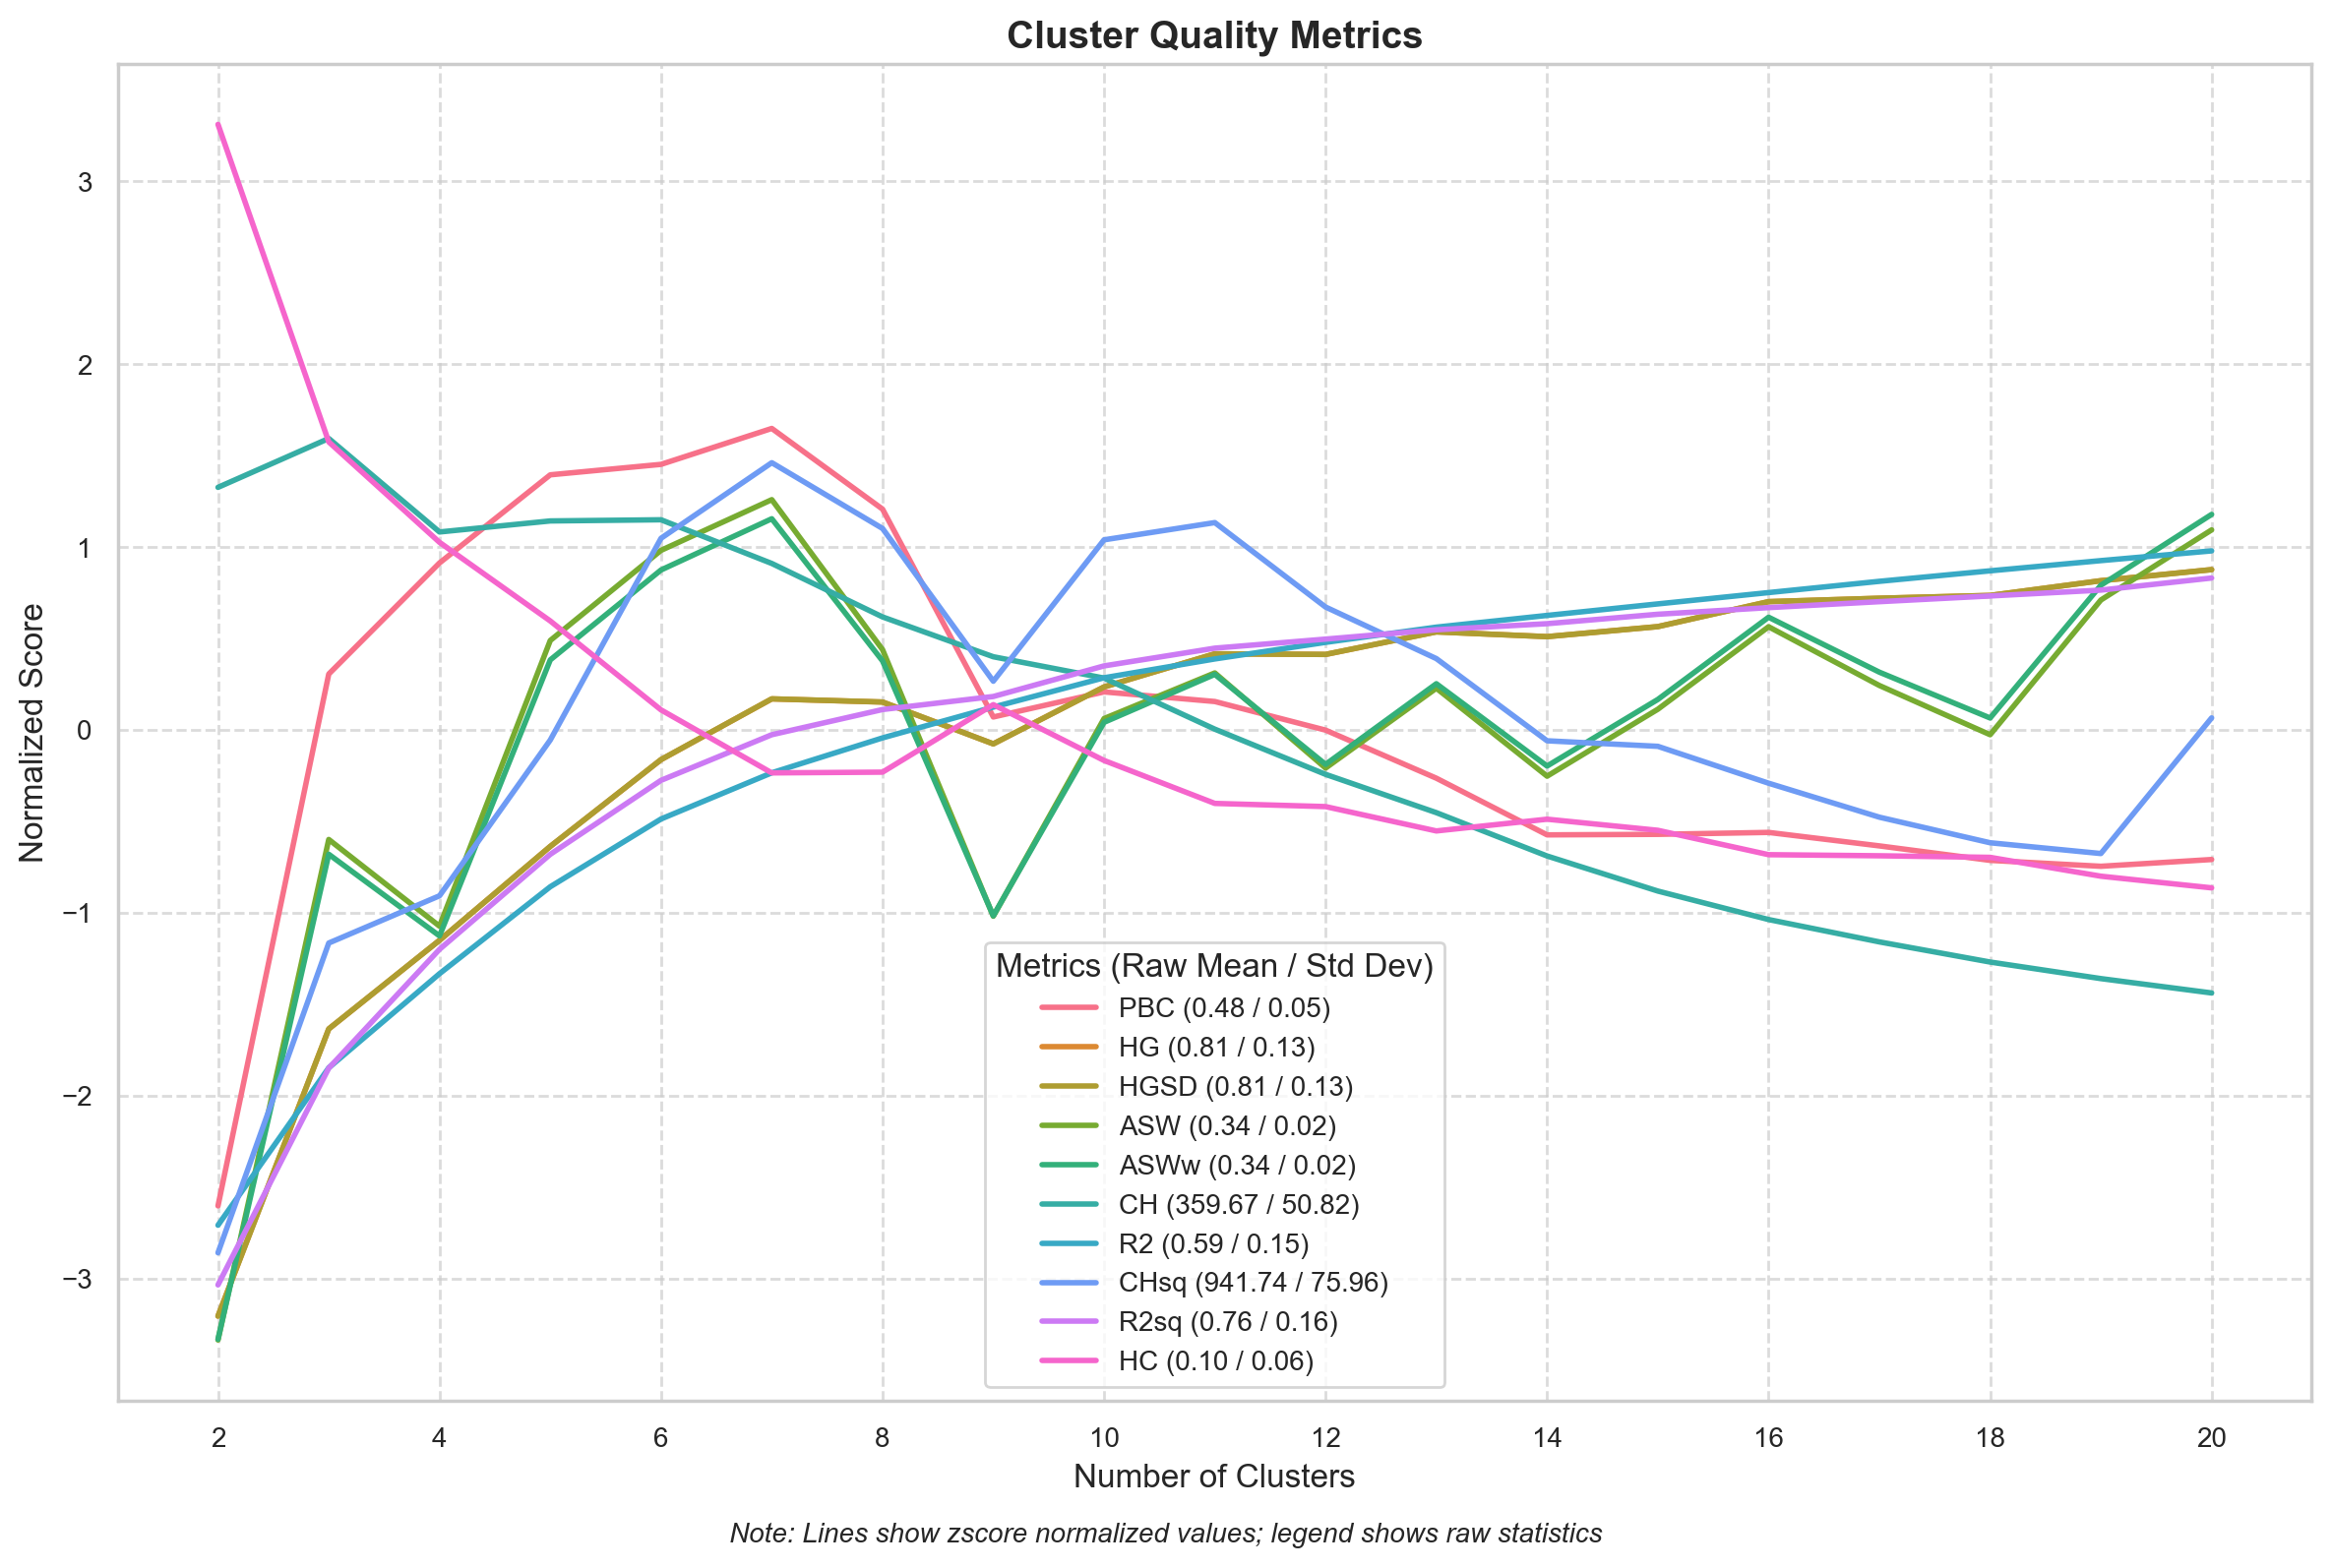 Cluster Quality Metrics
Normalized Score
3
2
1
0
−1
−2
−3
Metrics (Raw Mean / Std Dev)
PBC (0.48 / 0.05)
HG (0.81 / 0.13)
HGSD (0.81 / 0.13)
ASW (0.34 / 0.02)
ASWw (0.34 / 0.02)
CH (359.67 / 50.82)
R2 (0.59 / 0.15)
CHsq (941.74 / 75.96)
R2sq (0.76 / 0.16)
HC (0.10 / 0.06)
2 4 6 8 10 12 14 16 18 20
Number of Clusters
Note: Lines show zscore normalized values; legend shows raw statistics